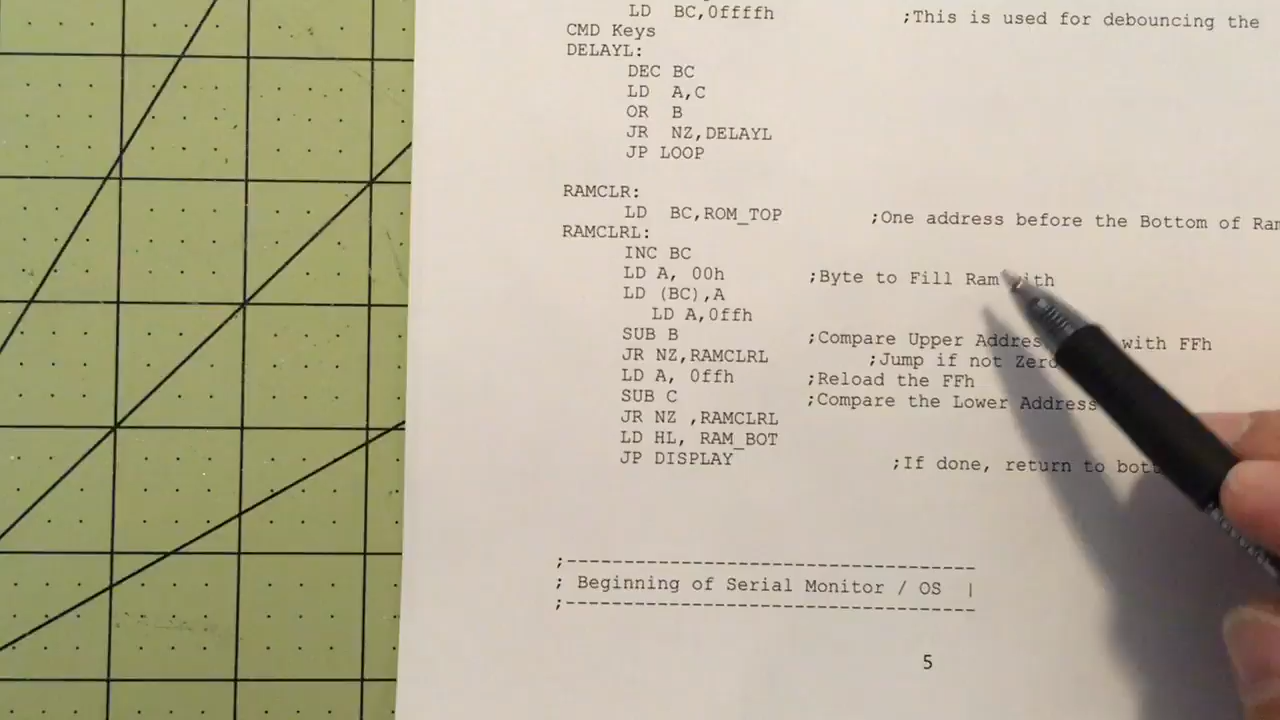 LD BC,0ffffh ;This is used for debouncing the
CMD Keys
DELAYL:
DEC BC
LD A,C
OR B
JR NZ,DELAYL
JP LOOP
RAMCLR:
LD BC,ROM_TOP ;One address before the Bottom of Ram
RAMCLRL:
INC BC
LD A, 00h ;Byte to Fill Ram with
LD (BC),A
LD A,0ffh
SUB B ;Compare Upper Address with FFh
JR NZ,RAMCLRL ;Jump if not Zero
LD A, 0ffh ;Reload the FFh
SUB C ;Compare the Lower Address
JR NZ ,RAMCLRL
LD HL, RAM_BOT
JP DISPLAY ;If done, return to
;-----------------------------------
; Beginning of Serial Monitor / OS |
;-----------------------------------
5